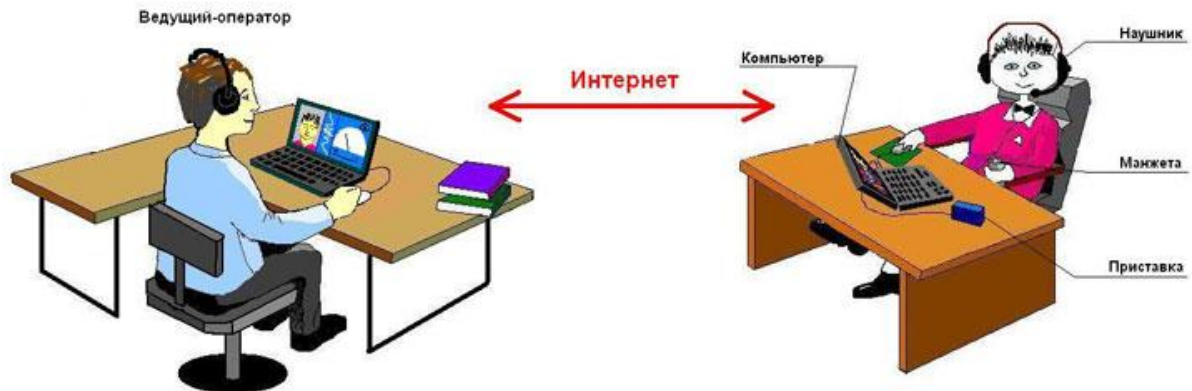 Ведущий-оператор
Наушник
Компьютер
Интернет
Манжета
Приставка